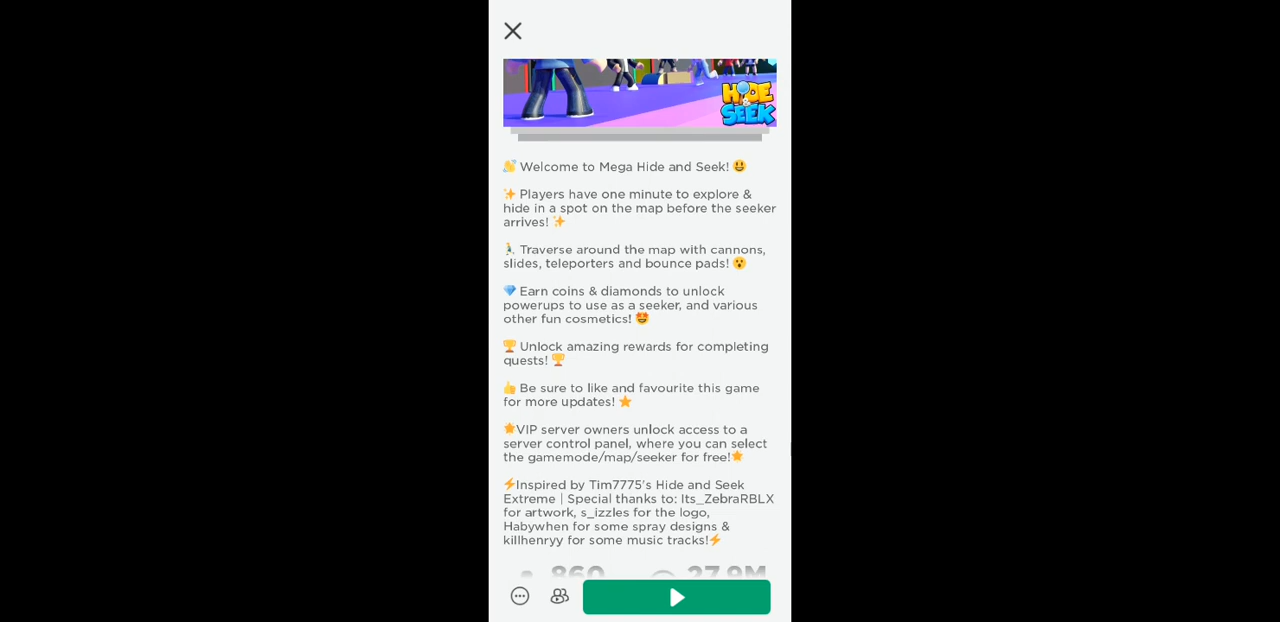 HIDE
&
SEEK
👋 Welcome to Mega Hide and Seek! 😃
✨ Players have one minute to explore &
hide in a spot on the map before the seeker
arrives! ✨
🏃‍♂️ Traverse around the map with cannons,
slides, teleporters and bounce pads! 😮
💎 Earn coins & diamonds to unlock
powerups to use as a seeker, and various
other fun cosmetics! 🤩
🏆 Unlock amazing rewards for completing
quests! 🏆
👍 Be sure to like and favourite this game
for more updates! ⭐
🌟VIP server owners unlock access to a
server control panel, where you can select
the gamemode/map/seeker for free!🌟
⚡Inspired by Tim7775's Hide and Seek
Extreme | Special thanks to: Its_ZebraRBLX
for artwork, s_izzles for the logo,
Habywhen for some spray designs &
killhenryy for some music tracks!⚡
860 27.9M